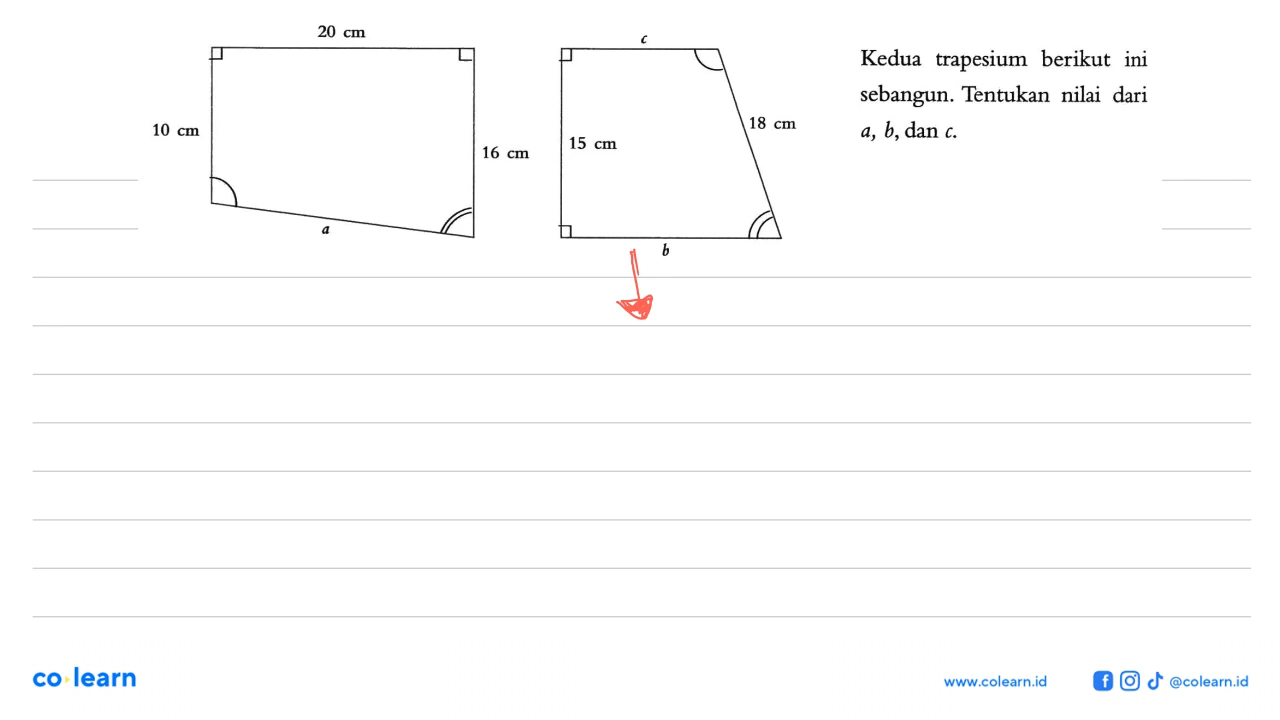 20 cm
10 cm
16 cm
a
c
15 cm
18 cm
b
Kedua trapesium berikut ini
sebangun. Tentukan nilai dari
a, b, dan c.
co learn
www.colearn.id
@colearn.id